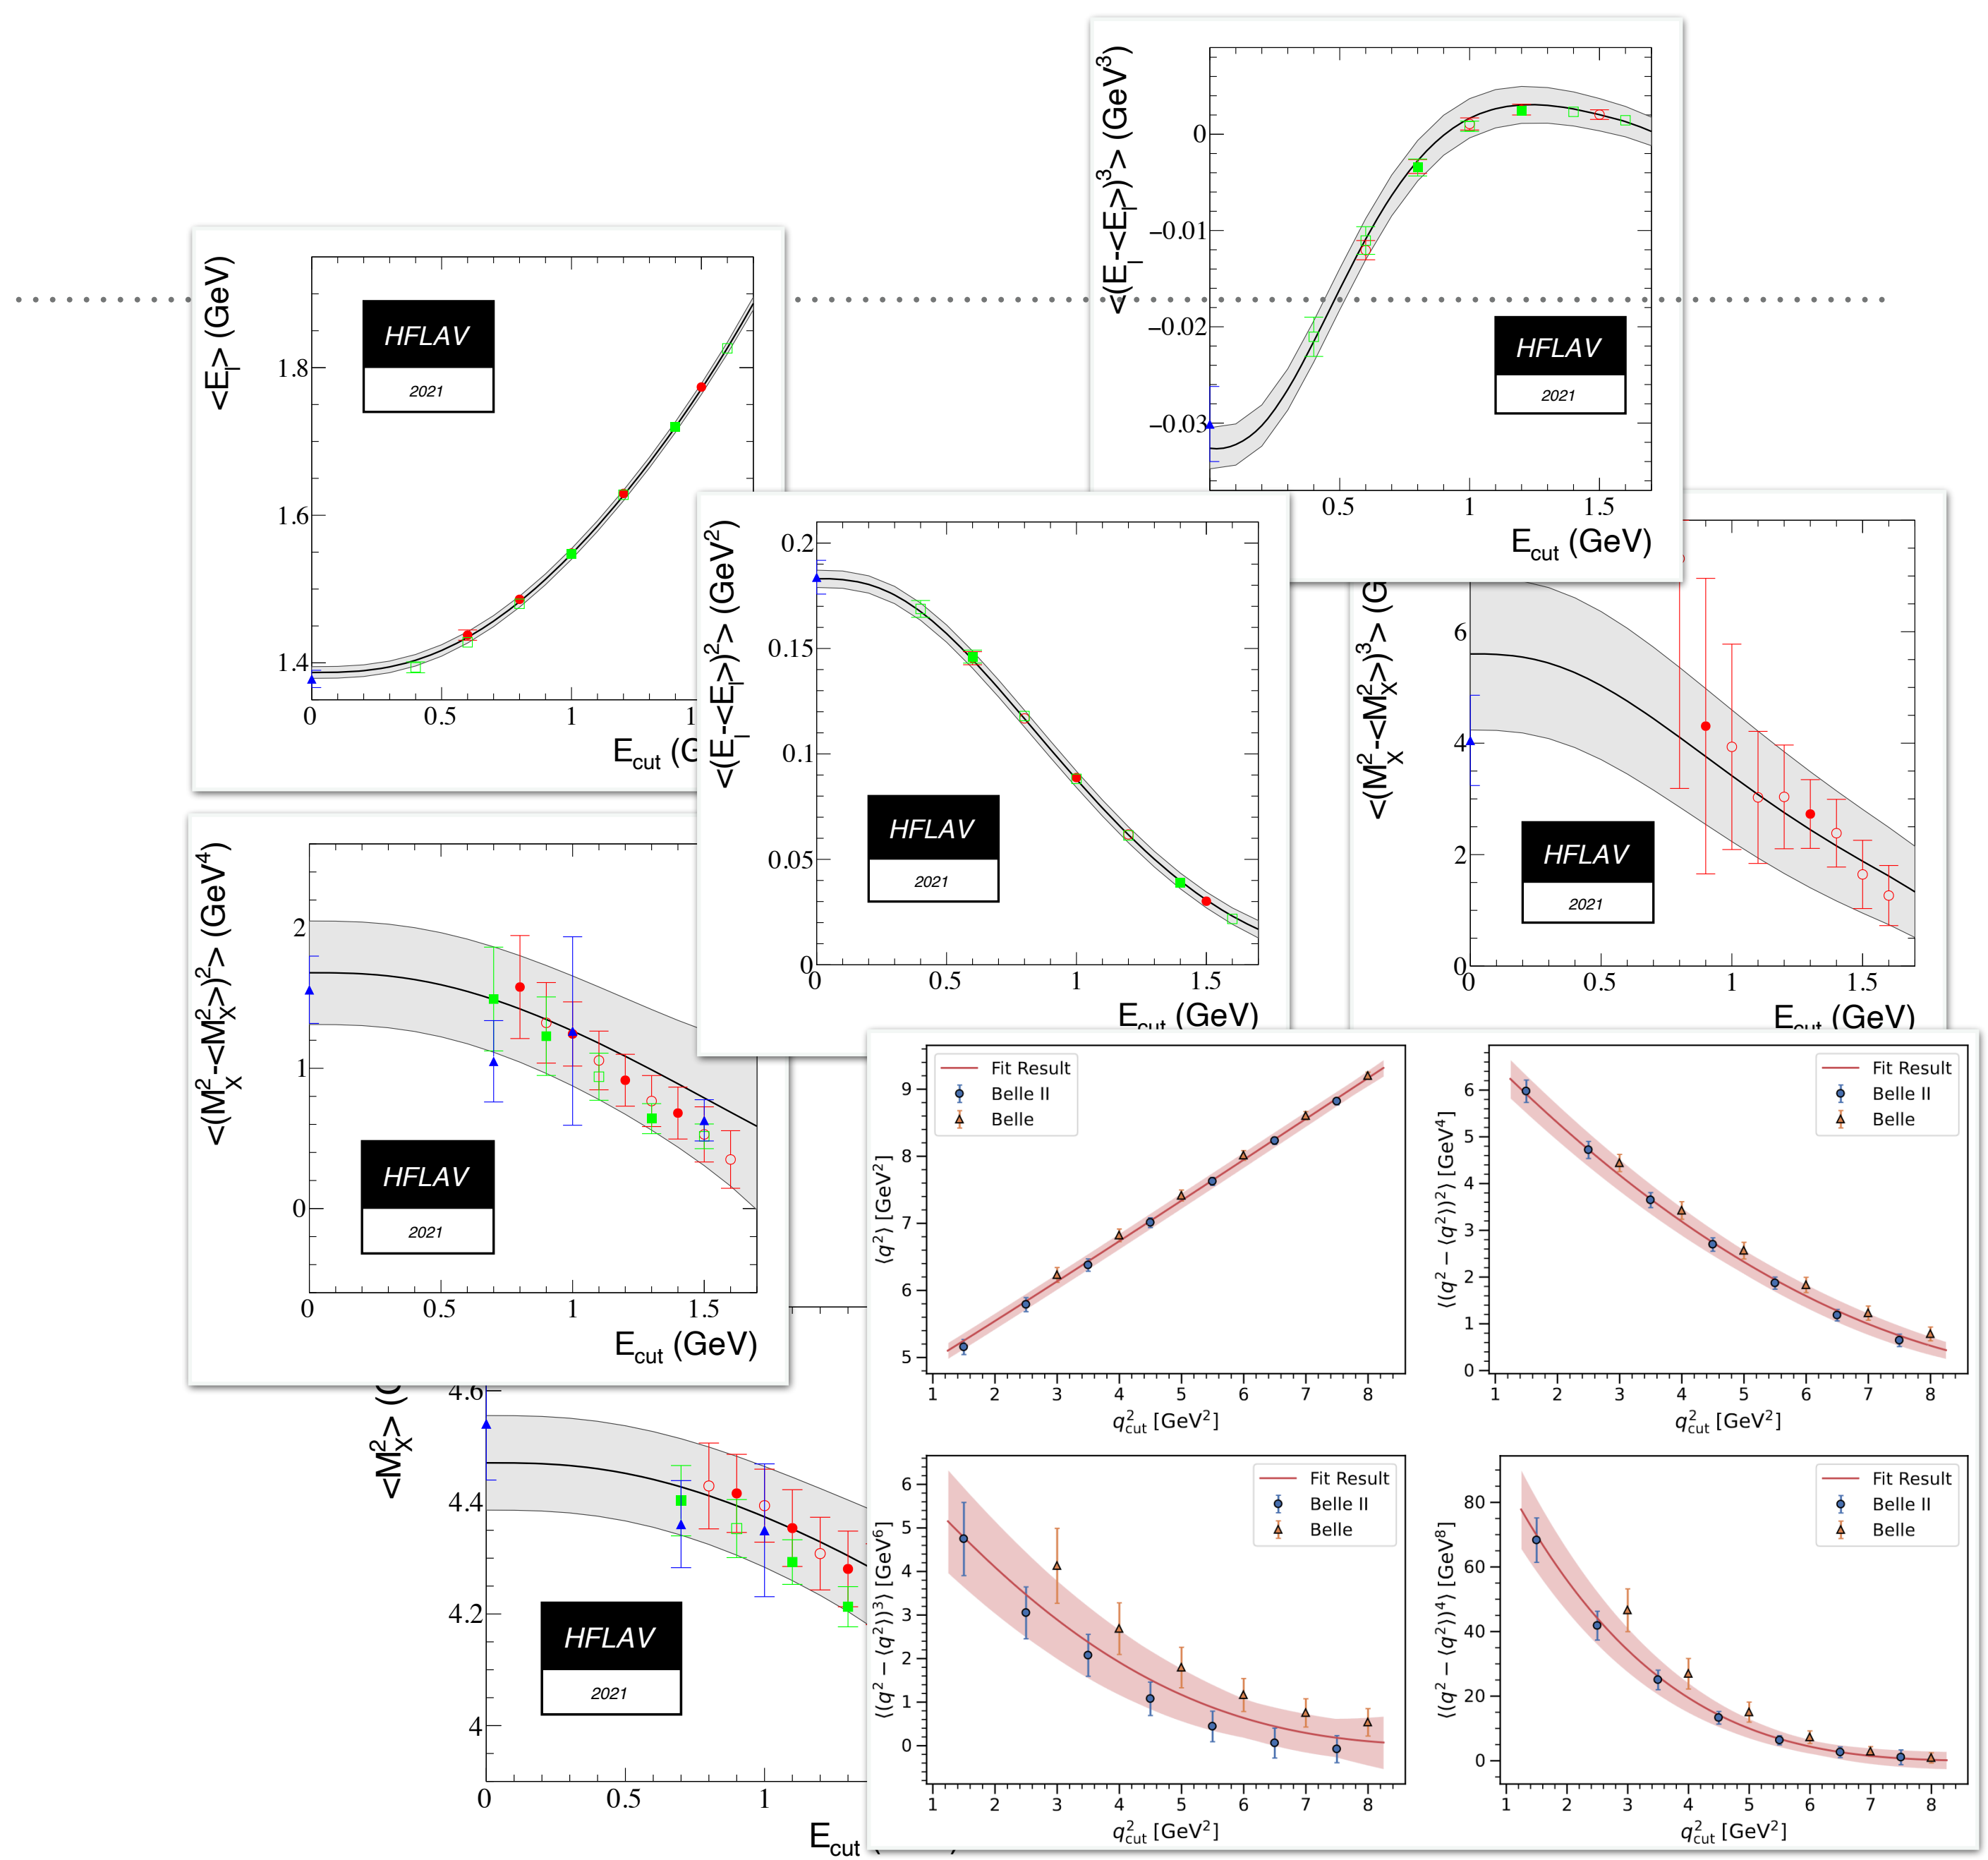 <(E_l-<E_l>)^3> (GeV^3)
0
−0.01
−0.02
−0.03
0.5 1 1.5
E_cut (GeV)
HFLAV
2021
<E_l> (GeV)
1.8
1.6
1.4
0 0.5 1
E_cut
HFLAV
2021
<(E_l-<E_l>)^2> (GeV^2)
0.2
0.15
0.1
0.05
0
0 0.5 1 1.5
E_cut (GeV)
HFLAV
2021
<(M_X^2-<M_X^2>)^3>
6
4
2
0
0 0.5 1 1.5
E_cut (GeV)
HFLAV
2021
<(M_X^2-<M_X^2>)^2> (GeV^4)
2
1
0
0 0.5 1 1.5
E_cut (GeV)
HFLAV
2021
<M_X^2>
4.6
4.4
4.2
4
0 0.5 1
E_cut
HFLAV
2021
Fit Result
Belle II
Belle
⟨q^2⟩ [GeV^2]
9
8
7
6
5
1 2 3 4 5 6 7 8
q^2_cut [GeV^2]
Fit Result
Belle II
Belle
⟨(q^2 − ⟨q^2⟩)^2⟩ [GeV^4]
6
5
4
3
2
1
0
1 2 3 4 5 6 7 8
q^2_cut [GeV^2]
Fit Result
Belle II
Belle
⟨(q^2 − ⟨q^2⟩)^3⟩ [GeV^6]
6
5
4
3
2
1
0
1 2 3 4 5 6 7 8
q^2_cut [GeV^2]
Fit Result
Belle II
Belle
⟨(q^2 − ⟨q^2⟩)^4⟩ [GeV^8]
80
60
40
20
0
1 2 3 4 5 6 7 8
q^2_cut [GeV^2]